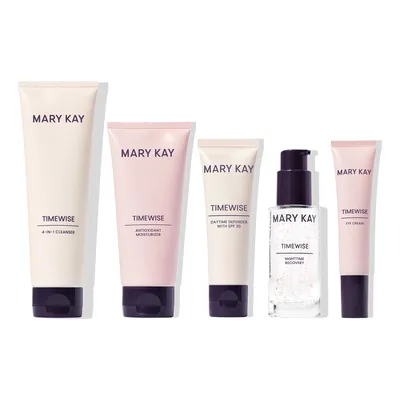 MARY KAY
TIMEWISE
4-IN-1 CLEANSER
MARY KAY
TIMEWISE
ANTIOXIDANT
MOISTURIZER
MARY KAY
TIMEWISE
DAYTIME DEFENDER
WITH SPF 30
MARY KAY
TIMEWISE
NIGHTTIME
RECOVERY
MARY KAY
TIMEWISE
EYE CREAM